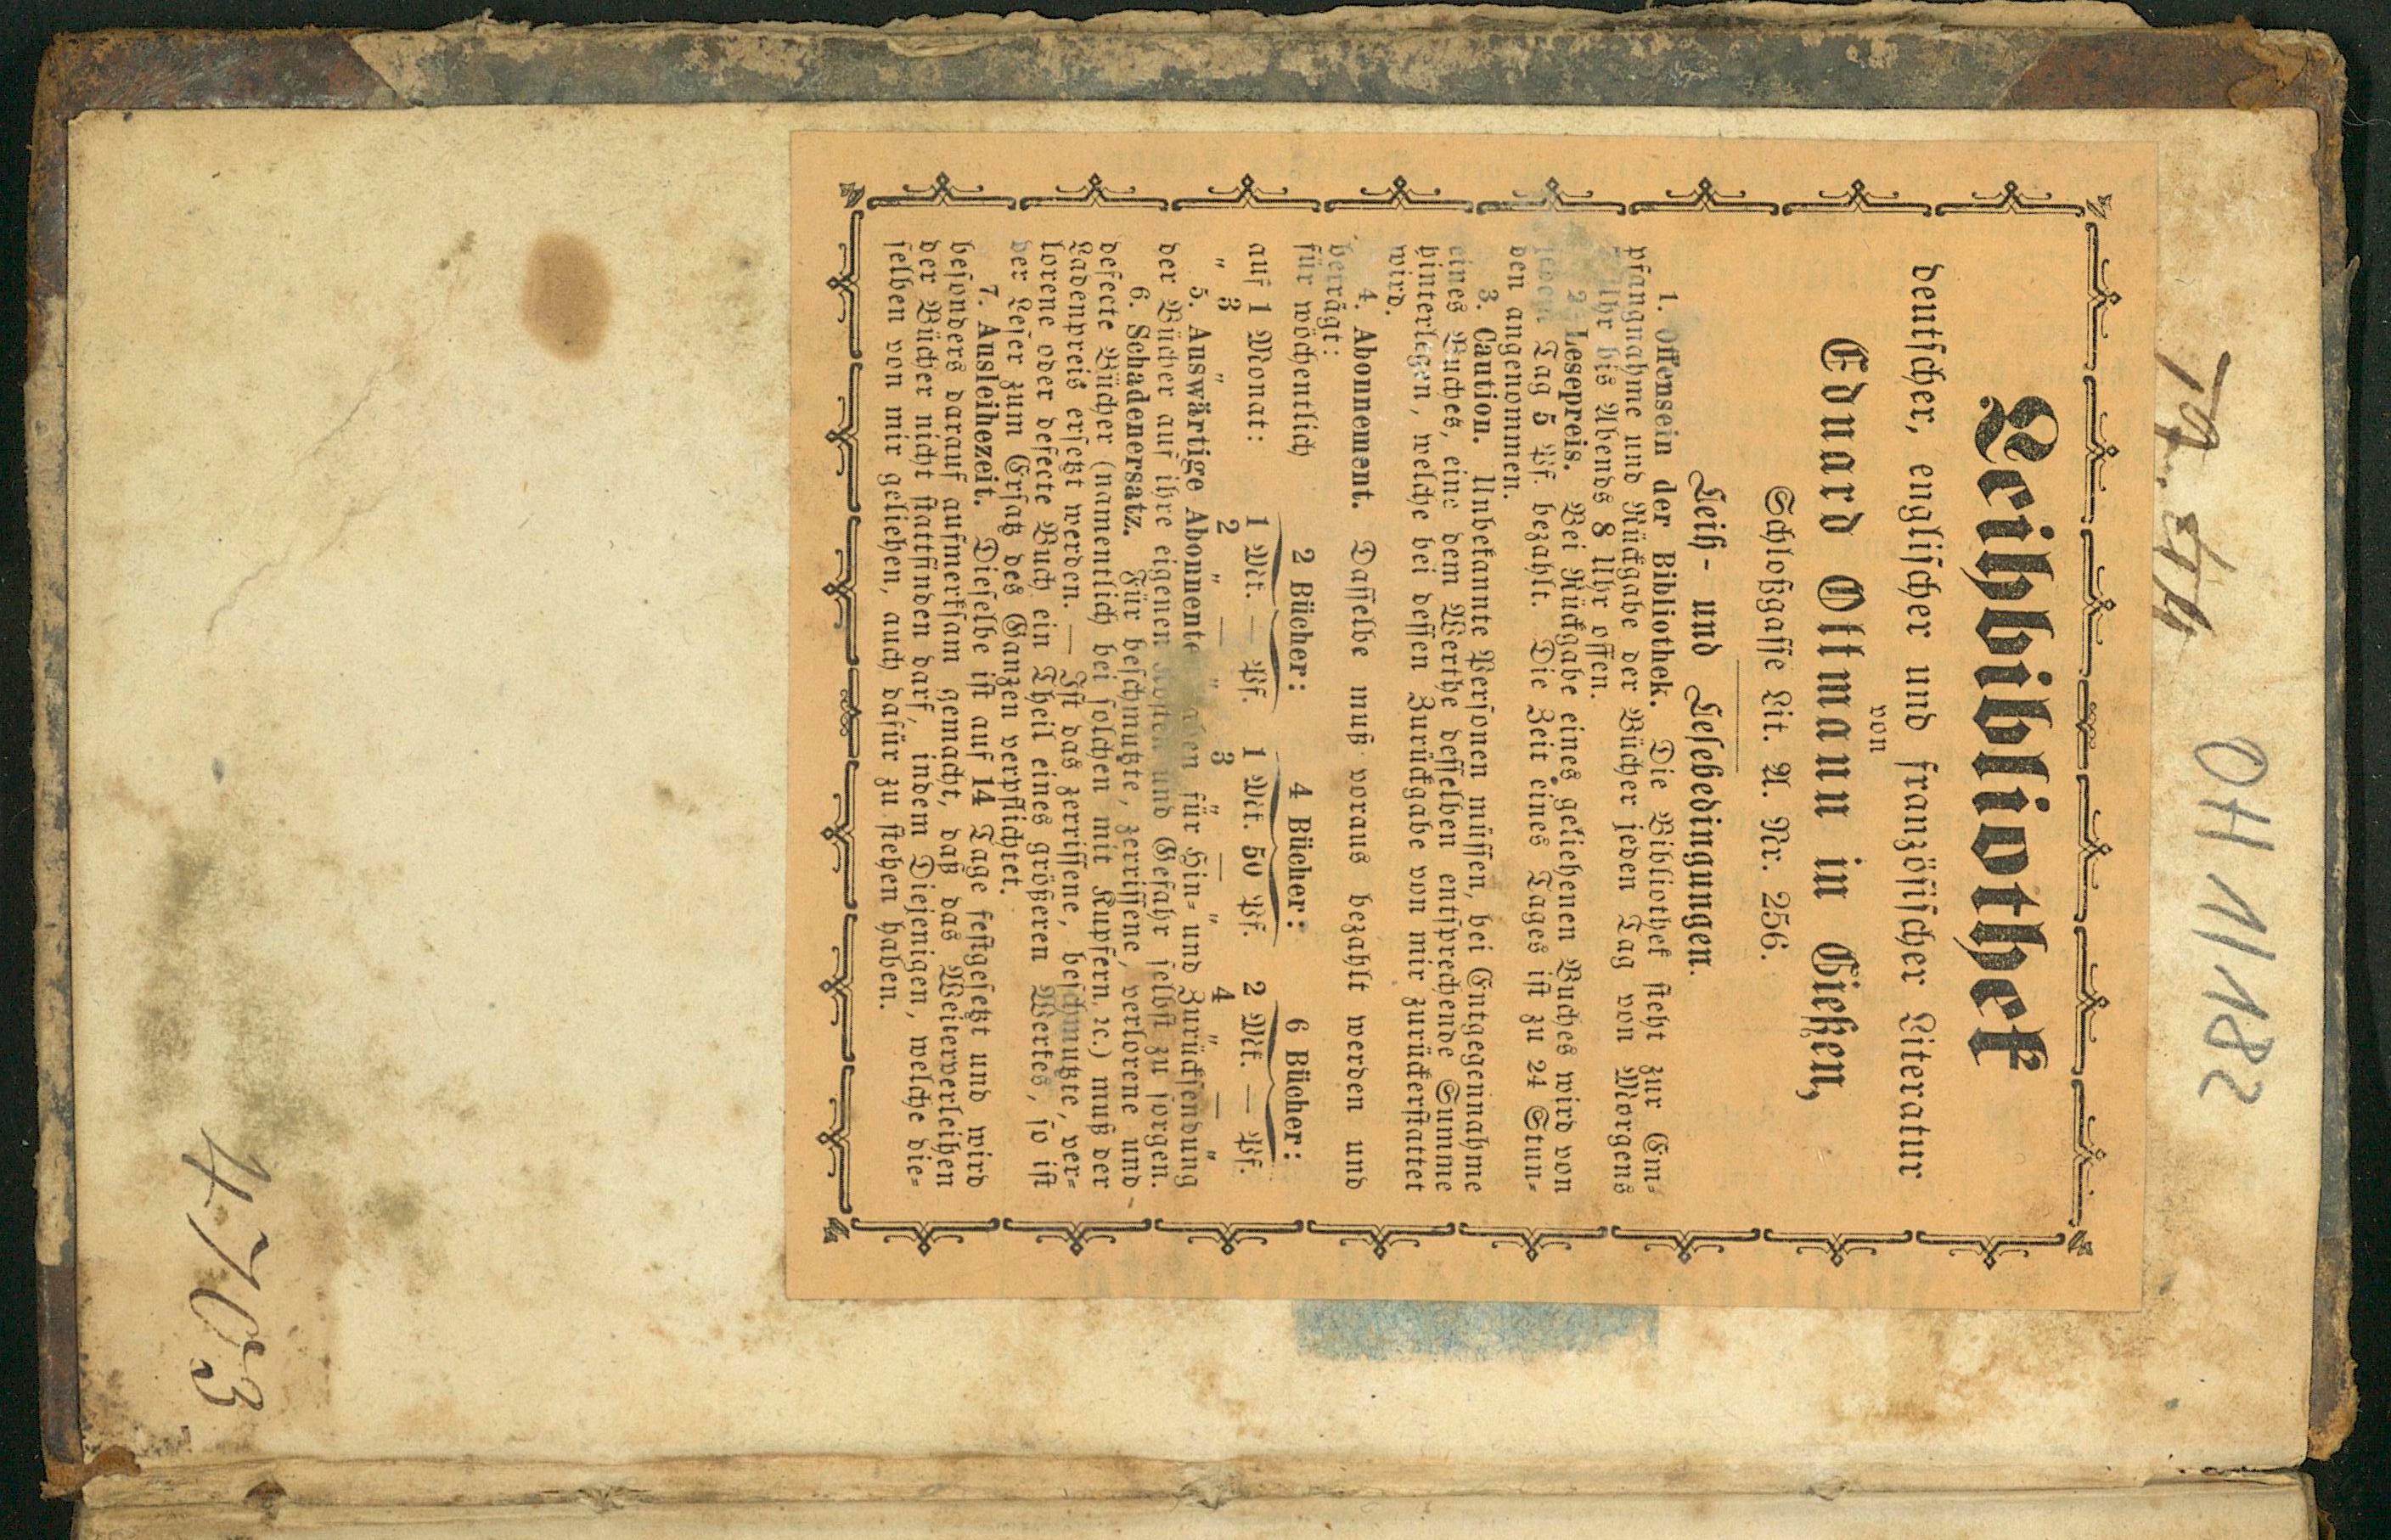 OH 11 182
Leihbibliothek
deutscher, englischer und französischer Literatur
von
Eduard Ottmann in Gießen,
Schloßgasse Lit. A. Nr. 256.
Leih- und Lesebedingungen.
1. Offensein der Bibliothek. Die Bibliothek steht zur Em-
pfangnahme und Rückgabe der Bücher jeden Tag von Morgens
Uhr bis Abends 8 Uhr offen.
2. Lesepreis. Bei Rückgabe eines geliehenen Buches wird von
jedem Tag 5 Pf. bezahlt. Die Zeit eines Tages ist zu 24 Stun-
den angenommen.
3. Caution. Unbekannte Personen müssen, bei Entgegennahme
eines Buches, eine dem Werthe desselben entsprechende Summe
hinterlegen, welche bei dessen Zurückgabe von mir zurückerstattet
wird.
4. Abonnement. Dasselbe muß voraus bezahlt werden und
beträgt:
für wöchentlich 2 Bücher: 4 Bücher: 6 Bücher:
auf 1 Monat: 1 Mk. — Pf. 1 Mk. 50 Pf. 2 Mk. — Pf.
" 3 " 2 " — " 3 " — " 4 " — "
5. Auswärtige Abonnenten haben für Hin- und Zurücksendung
der Bücher auf ihre eigenen Kosten und Gefahr selbst zu sorgen.
6. Schadenersatz. Für beschmutzte, zerrissene, verlorene und
defecte Bücher (namentlich bei solchen mit Kupfern ꝛc.) muß der
Ladenpreis ersetzt werden. — Ist das zerrissene, beschmutzte, ver-
lorene oder defecte Buch ein Theil eines größeren Werkes, so ist
der Leser zum Ersatz des Ganzen verpflichtet.
7. Ausleihezeit. Dieselbe ist auf 14 Tage festgesetzt und wird
besonders darauf aufmerksam gemacht, daß das Weiterverleihen
der Bücher nicht stattfinden darf, indem Diejenigen, welche die-
selben von mir geliehen, auch dafür zu stehen haben.
4703